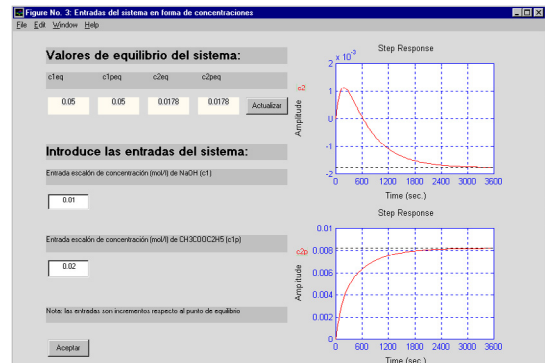 Figure No. 3: Entradas del sistema en forma de concentraciones
File Edit Window Help
Valores de equilibrio del sistema:
c1eq c1peq c2eq c2peq
0.05 0.05 0.0178 0.0178 Actualizar
Introduce las entradas del sistema:
Entrada escalón de concentración (mol/l) de NaOH (c1)
0.01
Entrada escalón de concentración (mol/l) de CH3COOC2H5 (c1p)
0.02
Nota: las entradas son incrementos respecto al punto de equilibrio
Aceptar
x 10^-3 Step Response
c2
Amplitude
2
1
0
-1
-2
0 600 1200 1800 2400 3000 3600
Time (sec.)
Step Response
c2p
Amplitude
0.01
0.008
0.006
0.004
0.002
0
0 600 1200 1800 2400 3000 3600
Time (sec.)